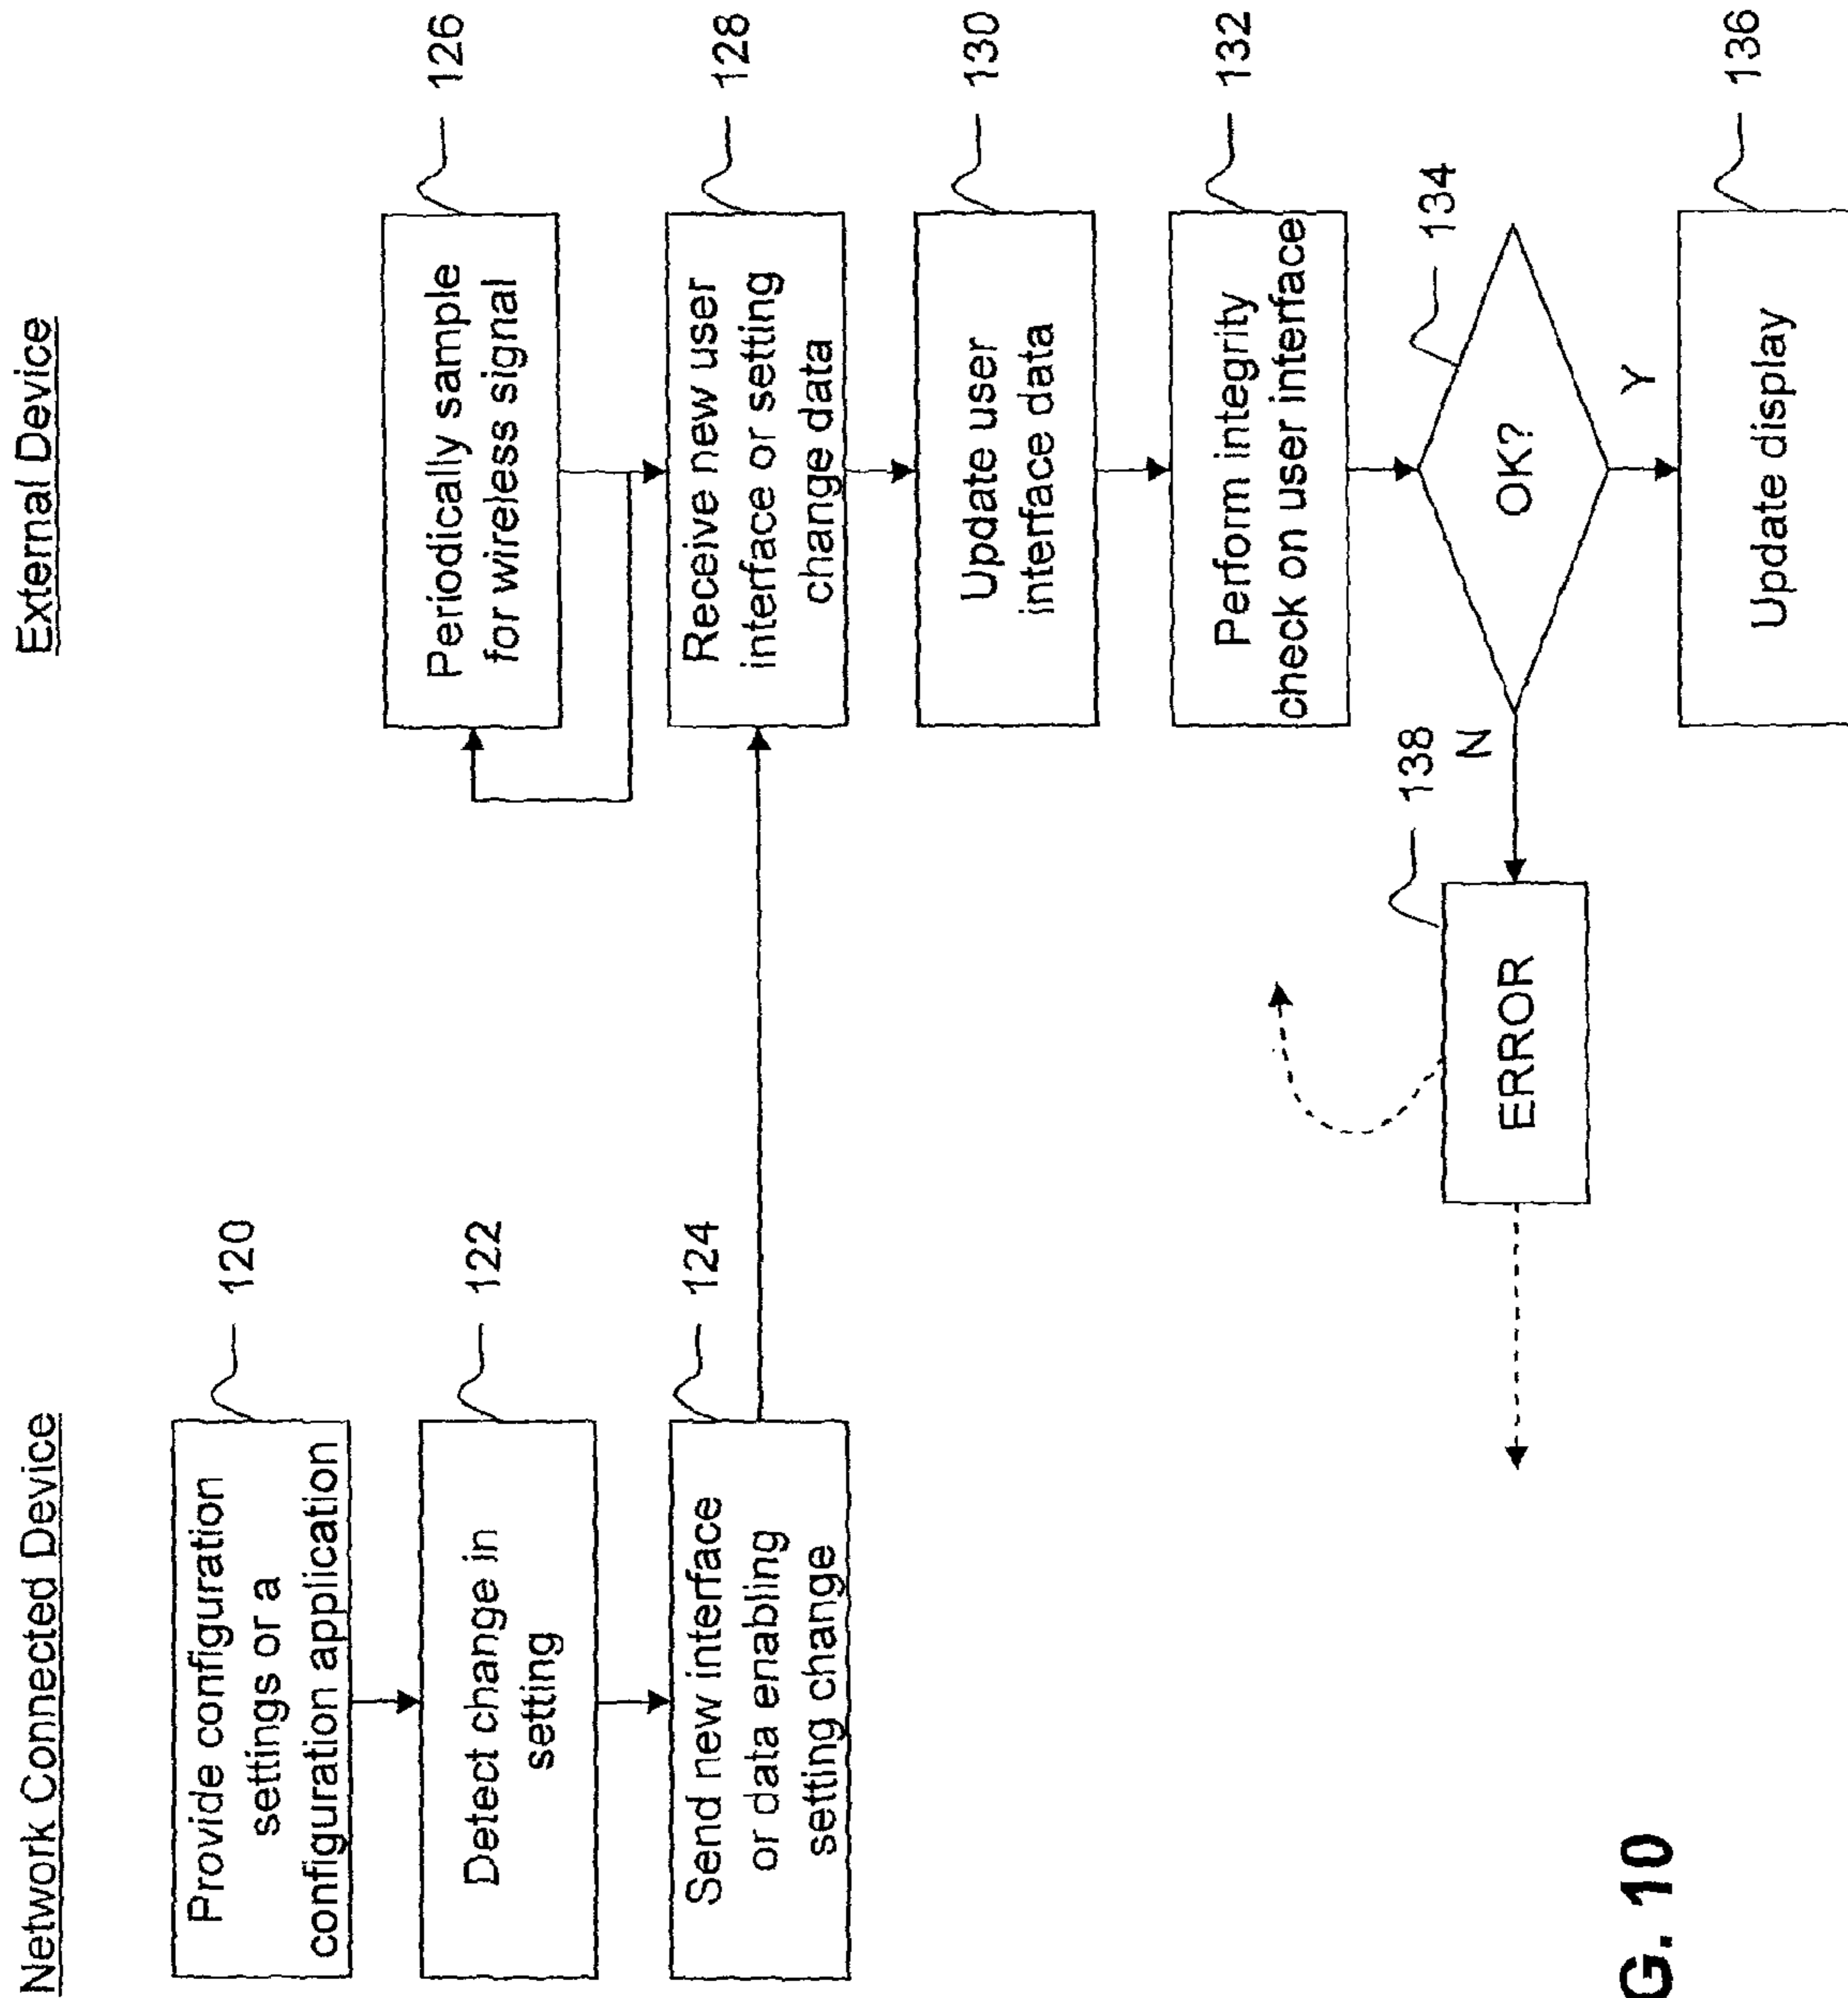 Network Connected Device
Provide configuration
settings or a
configuration application
120
Detect change in
setting
122
Send new interface
or data enabling
setting change
124
External Device
Periodically sample
for wireless signal
126
Receive new user
interface or setting
change data
128
Update user
interface data
130
Perform integrity
check on user interface
132
OK?
134
Y
N
Update display
136
ERROR
138
G. 10